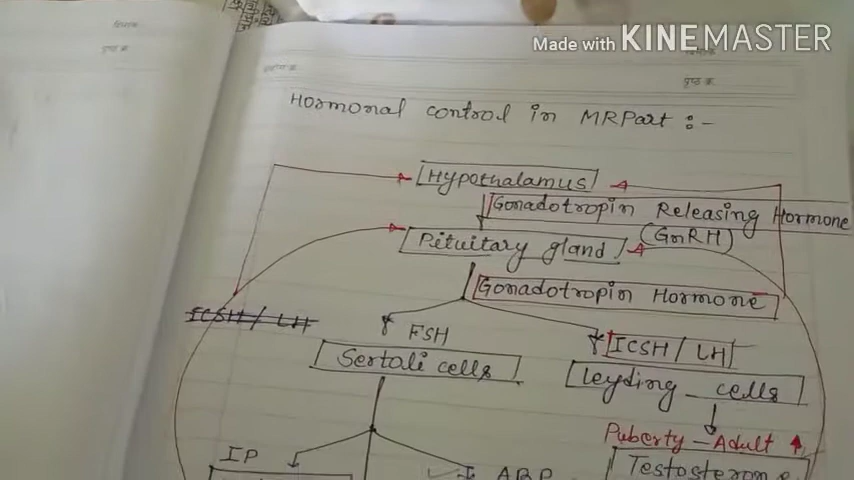 Made with KINEMASTER
दिनांक
पृष्ठ क्र.
पृष्ठ क्र.
Hormonal control in MRPart :-
Hypothalamus
Gonadotropin Releasing Hormone
(GnRH)
Pituitary gland
Gonadotropin Hormone
ICSH / LH
FSH
ICSH / LH
Sertali cells
Leyding - cells
Puberty - Adult
IP
ABP
Testosterone